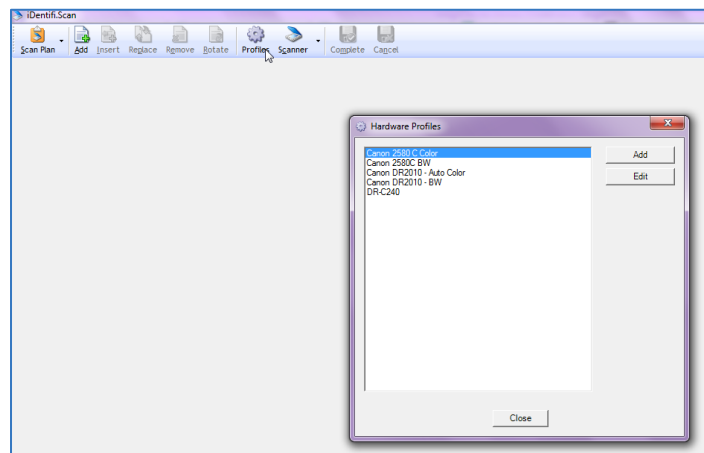 iDentifi.Scan
Scan Plan Add Insert Replace Remove Rotate Profiles Scanner Complete Cancel
Hardware Profiles
Canon 2580 C Color
Canon 2580C BW
Canon DR2010 - Auto Color
Canon DR2010 - BW
DR-C240
Add
Edit
Close